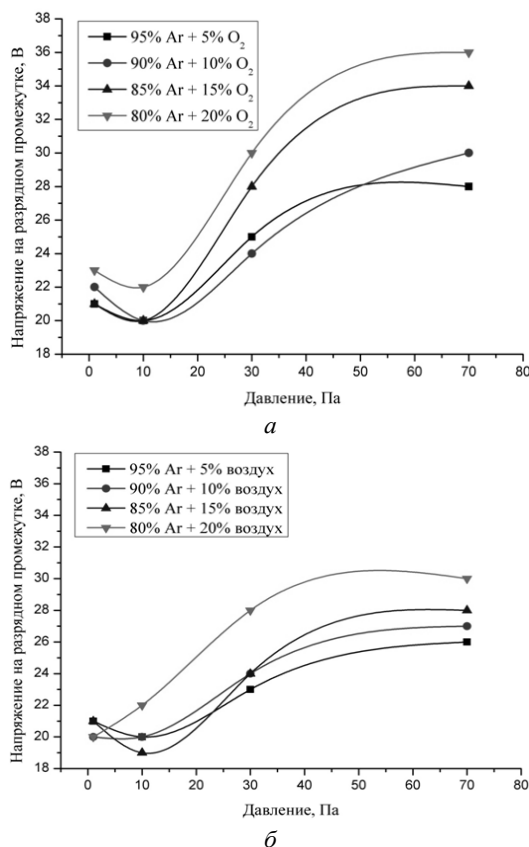 Напряжение на разрядном промежутке, В
38
36
34
32
30
28
26
24
22
20
18
95% Ar + 5% O2
90% Ar + 10% O2
85% Ar + 15% O2
80% Ar + 20% O2
0 10 20 30 40 50 60 70 80
Давление, Па
а
Напряжение на разрядном промежутке, В
38
36
34
32
30
28
26
24
22
20
18
95% Ar + 5% воздух
90% Ar + 10% воздух
85% Ar + 15% воздух
80% Ar + 20% воздух
0 10 20 30 40 50 60 70 80
Давление, Па
б